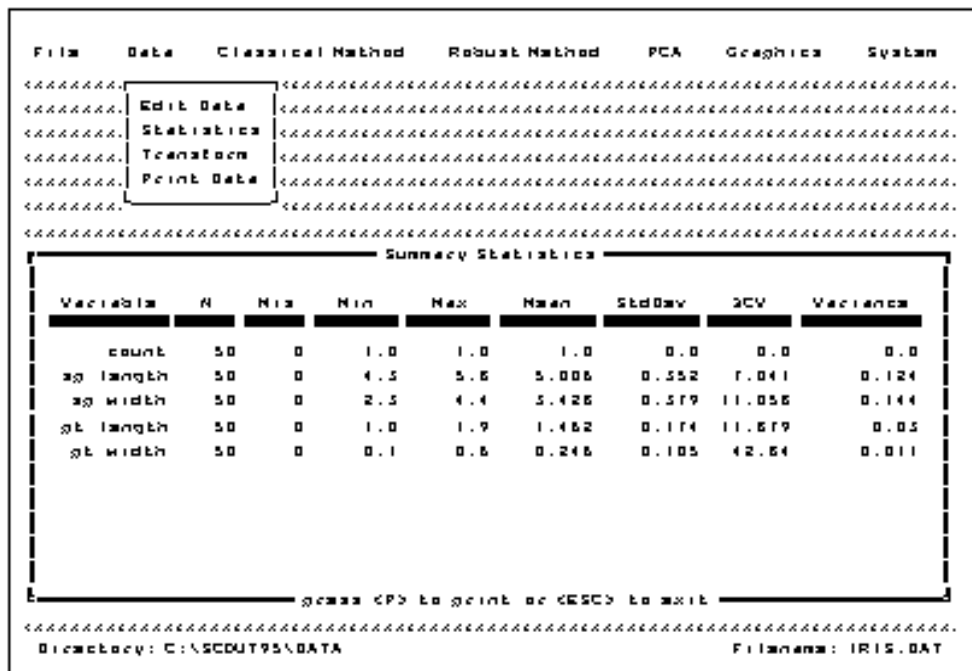 File Data Classical Method Robust Method PCA Graphics System
Edit Data
Statistics
Transform
Print Data
Summary Statistics
Variable N Mis Min Max Mean StdDev %CV Variance
count 50 0 1.0 1.0 1.0 0.0 0.0 0.0
sp length 50 0 4.3 5.8 5.006 0.352 7.041 0.124
sp width 50 0 2.3 4.4 3.428 0.379 11.058 0.144
pt length 50 0 1.0 1.9 1.462 0.174 11.879 0.03
pt width 50 0 0.1 0.6 0.246 0.105 42.84 0.011
press <P> to print or <ESC> to exit
Directory: C:\SCOUT95\DATA Filename: IRIS.DAT